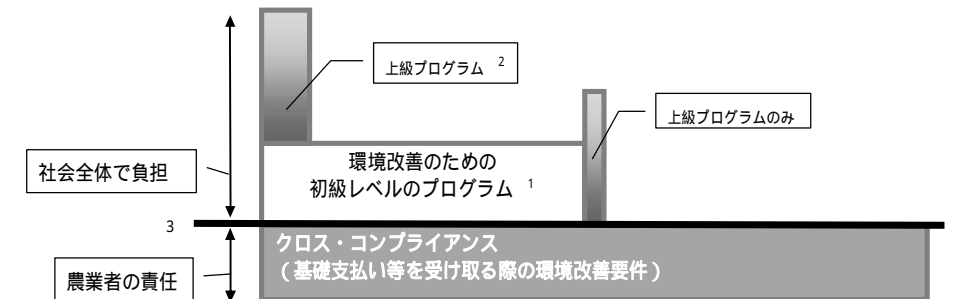 上級プログラム 2
上級プログラムのみ
環境改善のための
初級レベルのプログラム 1
社会全体で負担
3
クロス・コンプライアンス
(基礎支払い等を受け取る際の環境改善要件)
農業者の責任